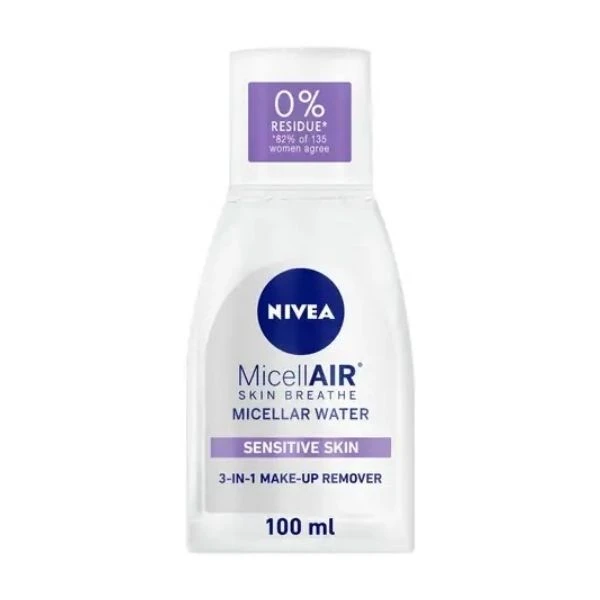 0%
RESIDUE*
*82% of 135
women agree
NIVEA
MicellAIR®
SKIN BREATHE
MICELLAR WATER
SENSITIVE SKIN
3-IN-1 MAKE-UP REMOVER
100 ml